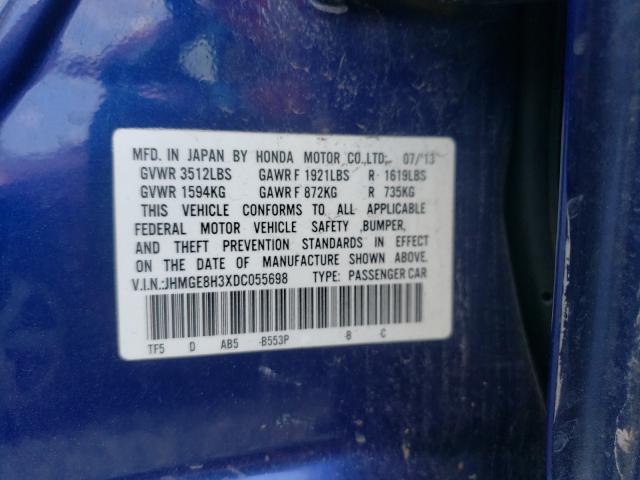 MFD. IN JAPAN BY HONDA MOTOR CO.,LTD. 07/13
GVWR 3512LBS GAWR F 1921LBS R 1619LBS
GVWR 1594KG GAWR F 872KG R 735KG
THIS VEHICLE CONFORMS TO ALL APPLICABLE
FEDERAL MOTOR VEHICLE SAFETY ,BUMPER,
AND THEFT PREVENTION STANDARDS IN EFFECT
ON THE DATE OF MANUFACTURE SHOWN ABOVE.
V.I.N.:JHMGE8H3XDC055698 TYPE: PASSENGER CAR
TF5 D AB5 -B553P -B -C